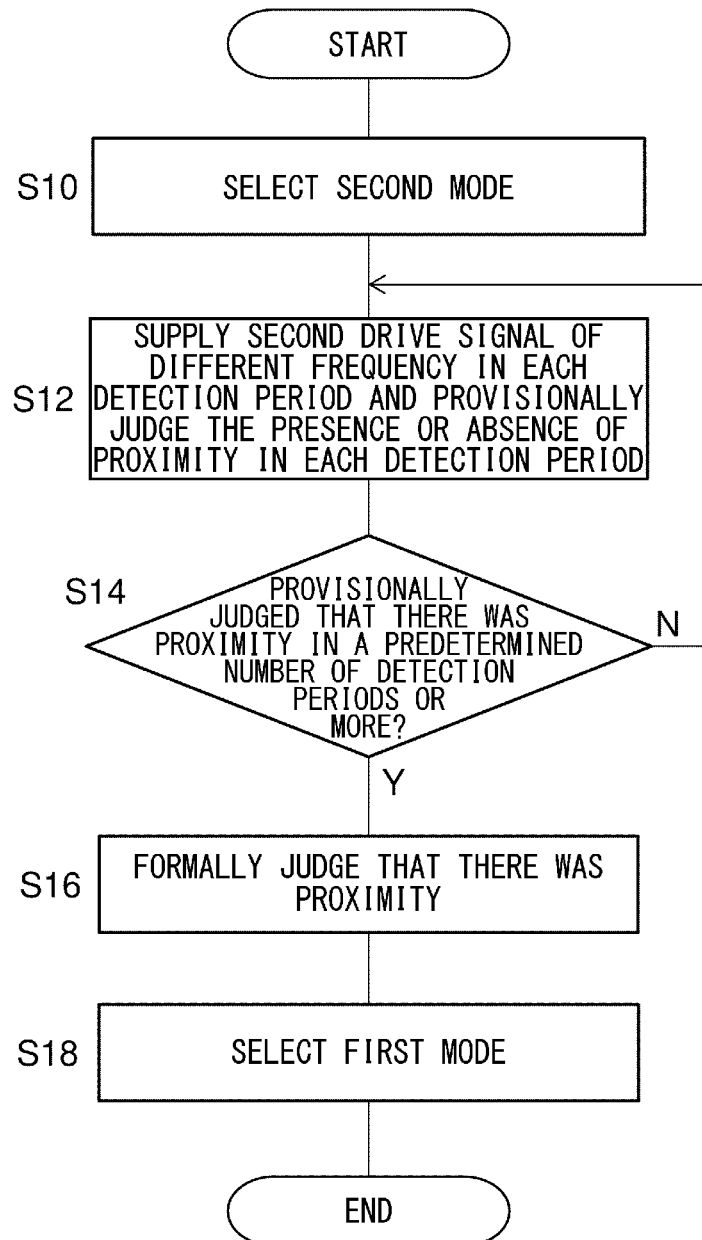 START
S10
SELECT SECOND MODE
S12
SUPPLY SECOND DRIVE SIGNAL OF
DIFFERENT FREQUENCY IN EACH
DETECTION PERIOD AND PROVISIONALLY
JUDGE THE PRESENCE OR ABSENCE OF
PROXIMITY IN EACH DETECTION PERIOD
S14
PROVISIONALLY
JUDGED THAT THERE WAS
PROXIMITY IN A PREDETERMINED
NUMBER OF DETECTION
PERIODS OR
MORE?
N
Y
S16
FORMALLY JUDGE THAT THERE WAS
PROXIMITY
S18
SELECT FIRST MODE
END